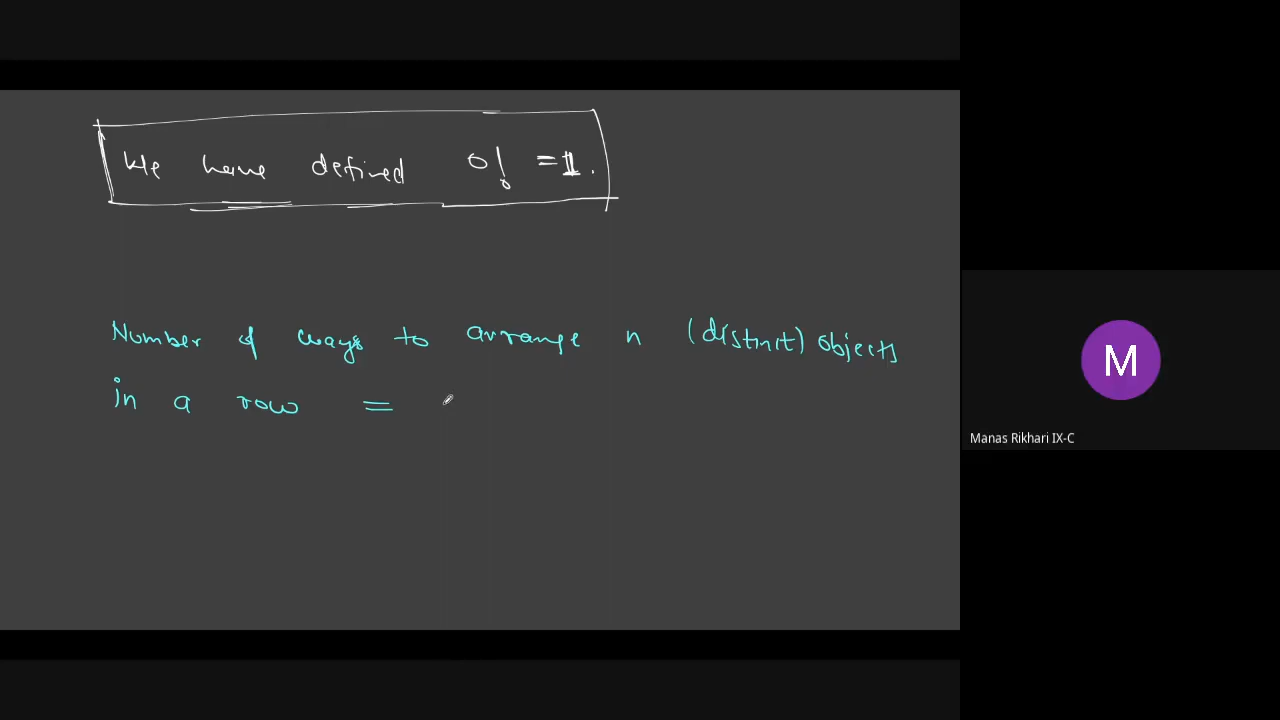 We have defined 0! = 1.
Number of ways to arrange n (distinct) objects
in a row =
M
Manas Rikhari IX-C